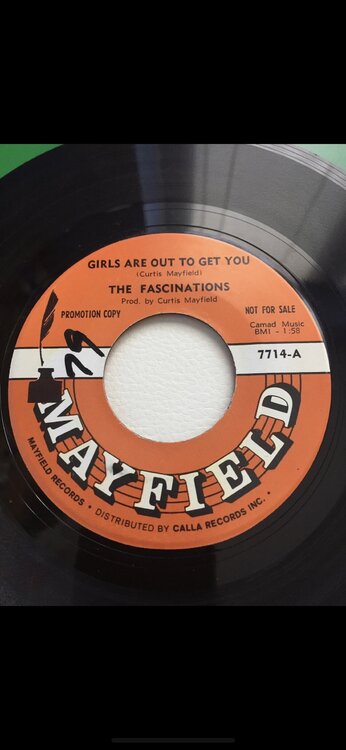 GIRLS ARE OUT TO GET YOU
(Curtis Mayfield)
THE FASCINATIONS
Prod. by Curtis Mayfield
PROMOTION COPY
NOT FOR SALE
Camad Music
BMI - 1:58
7714-A
79
MAYFIELD
MAYFIELD RECORDS • DISTRIBUTED BY CALLA RECORDS INC. •